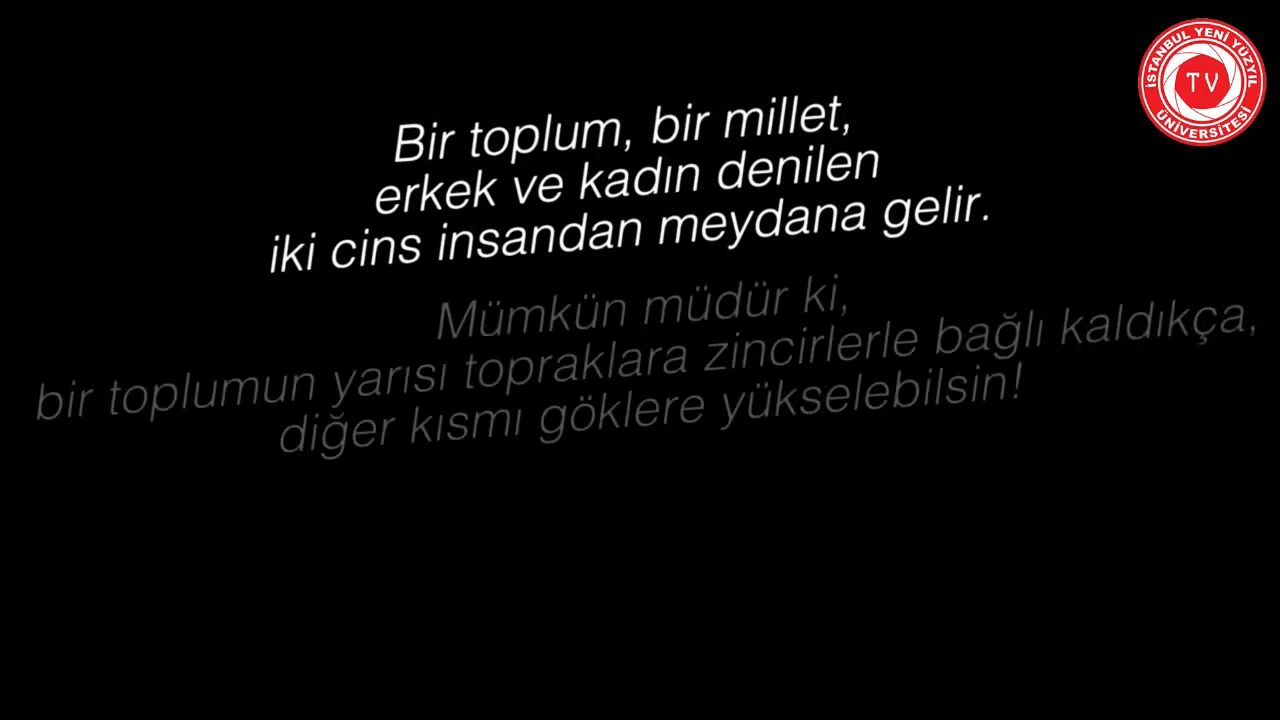 İSTANBUL YENİ YÜZYIL
TV
ÜNİVERSİTESİ
Bir toplum, bir millet,
erkek ve kadın denilen
iki cins insandan meydana gelir.
Mümkün müdür ki,
bir toplumun yarısı topraklara zincirlerle bağlı kaldıkça,
diğer kısmı göklere yükselebilsin!